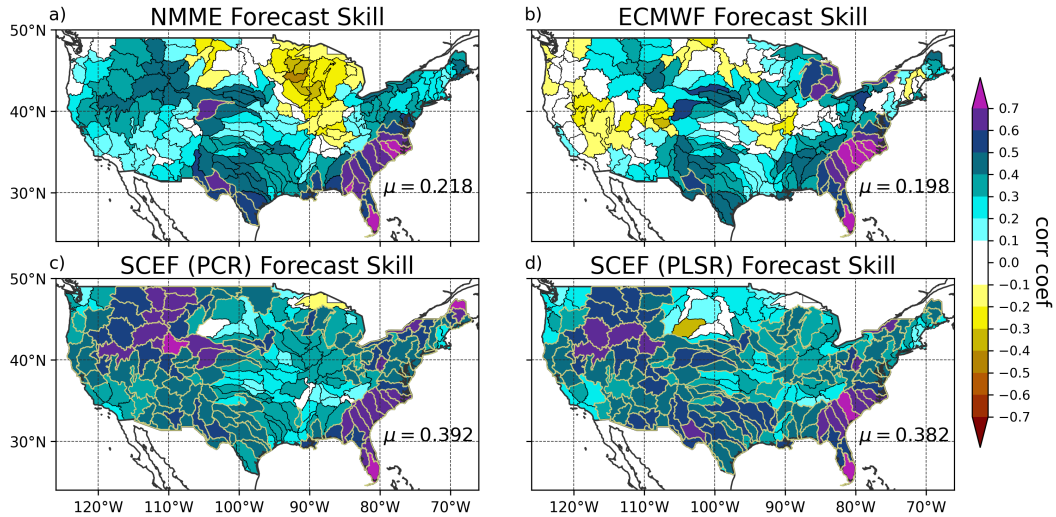 a) NMME Forecast Skill
b) ECMWF Forecast Skill
50°N
40°N
30°N
μ = 0.218
μ = 0.198
c) SCEF (PCR) Forecast Skill
d) SCEF (PLSR) Forecast Skill
50°N
40°N
30°N
μ = 0.392
μ = 0.382
120°W 110°W 100°W 90°W 80°W 70°W
120°W 110°W 100°W 90°W 80°W 70°W
0.7
0.6
0.5
0.4
0.3
0.2
0.1
0.0
−0.1
−0.2
−0.3
−0.4
−0.5
−0.6
−0.7
corr coef